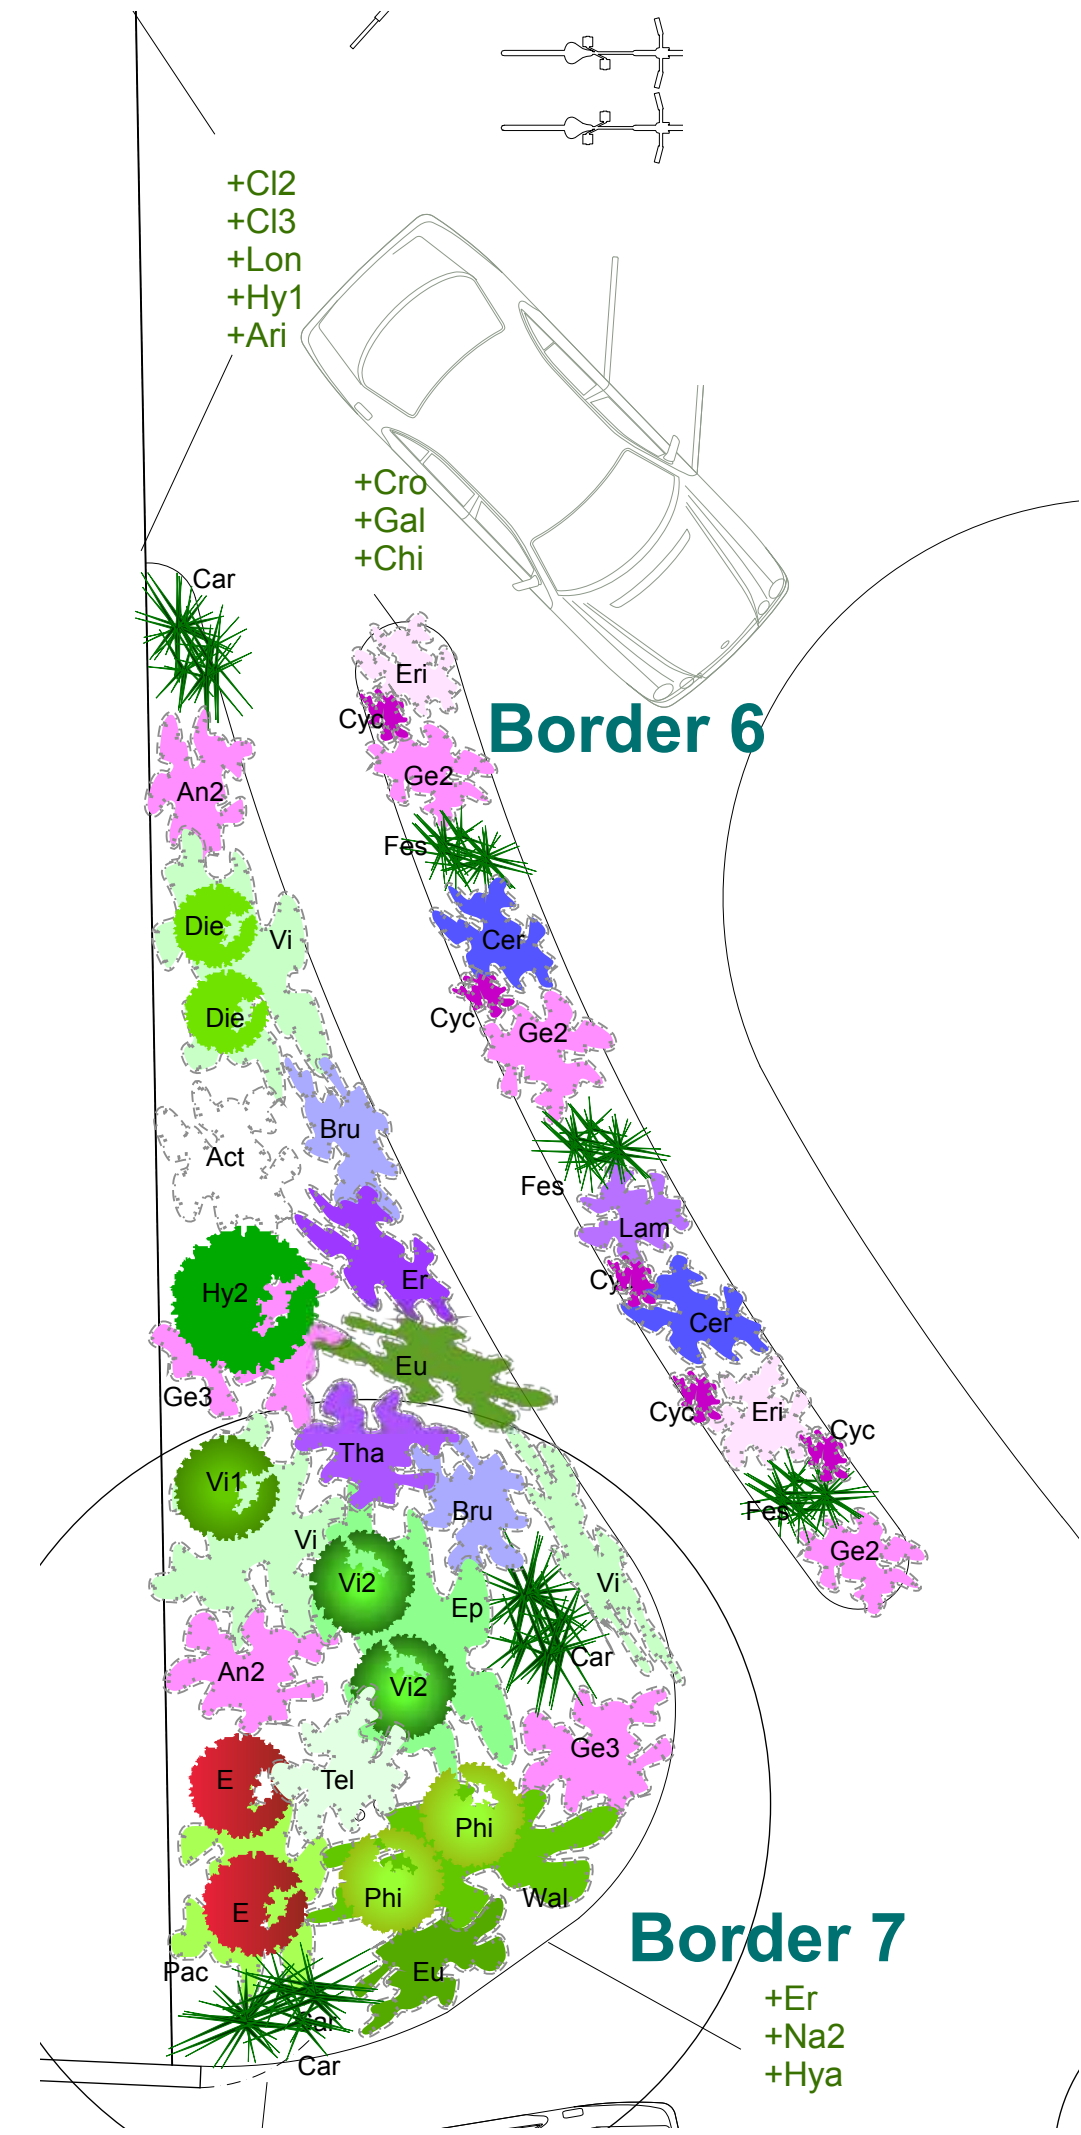 +Cl2
+Cl3
+Lon
+Hy1
+Ari
+Cro
+Gal
+Chi
Car
Eri
Cyc
Border 6
Ge2
An2
Fes
Die
Vi
Cer
Die
Cyc
Ge2
Bru
Act
Fes
Lam
Er
Cy
Hy2
Cer
Eu
Ge3
Cyc
Eri
Cyc
Tha
Vi1
Bru
Fes
Vi
Ge2
Vi2
Vi
Ep
Car
An2
Vi2
Ge3
E
Tel
Phi
Phi
Wal
E
Border 7
Pac
Eu
+Er
+Na2
Car
+Hya
Car